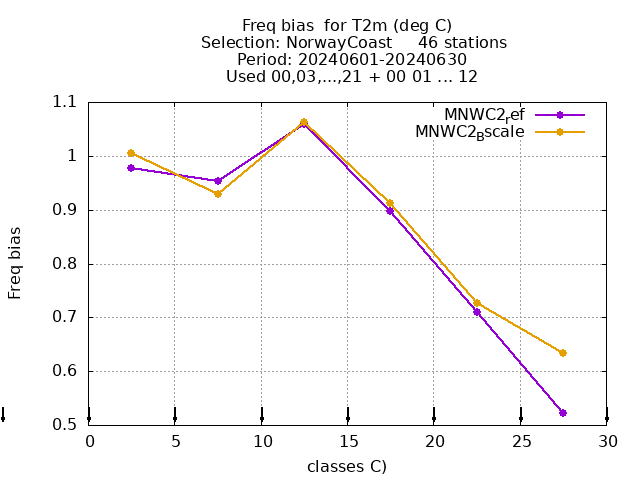 Freq bias  for T2m (deg C)
Selection: NorwayCoast     46 stations
Period: 20240601-20240630
Used 00,03,...,21 + 00 01 ... 12
MNWC2ref
MNWC2Bscale
1.1
1
0.9
0.8
0.7
0.6
0.5
Freq bias
0 5 10 15 20 25 30
classes C)